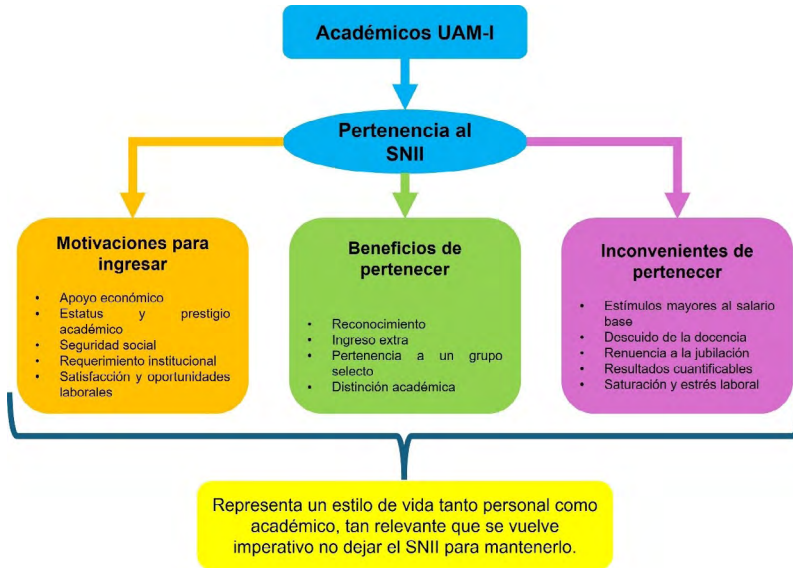 Académicos UAM-I
Pertenencia al
SNII
Motivaciones para
ingresar
• Apoyo económico
• Estatus y prestigio
académico
• Seguridad social
• Requerimiento institucional
• Satisfacción y oportunidades
laborales
Beneficios de
pertenecer
• Reconocimiento
• Ingreso extra
• Pertenencia a un grupo
selecto
• Distinción académica
Inconvenientes de
pertenecer
• Estímulos mayores al salario
base
• Descuido de la docencia
• Renuencia a la jubilación
• Resultados cuantificables
• Saturación y estrés laboral
Representa un estilo de vida tanto personal como
académico, tan relevante que se vuelve
imperativo no dejar el SNII para mantenerlo.